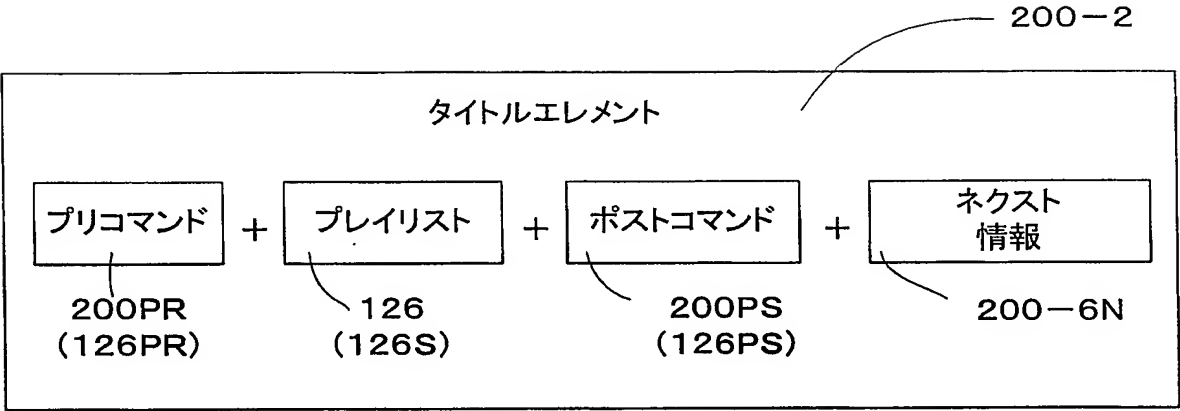 200−2
タイトルエレメント
プリコマンド + プレイリスト + ポストコマンド + ネクスト
情報
200PR 126 200PS 200−6N
(126PR) (126S) (126PS)